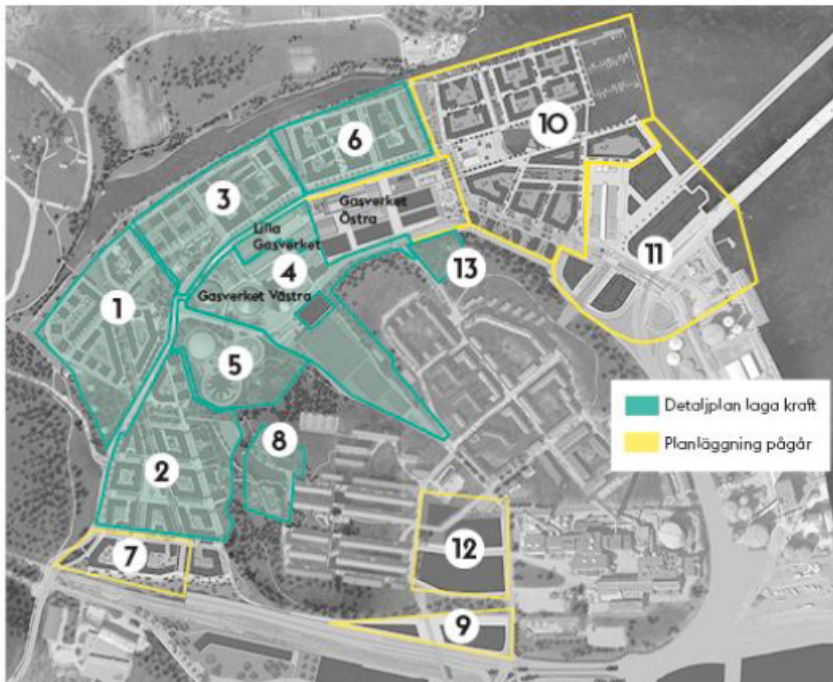 10
6
3
Gasverket
Östra
Lilla
Gasverket
11
13
4
Gasverket Västra
1
5
Detaljplan laga kraft
Planläggning pågår
8
2
7
12
9